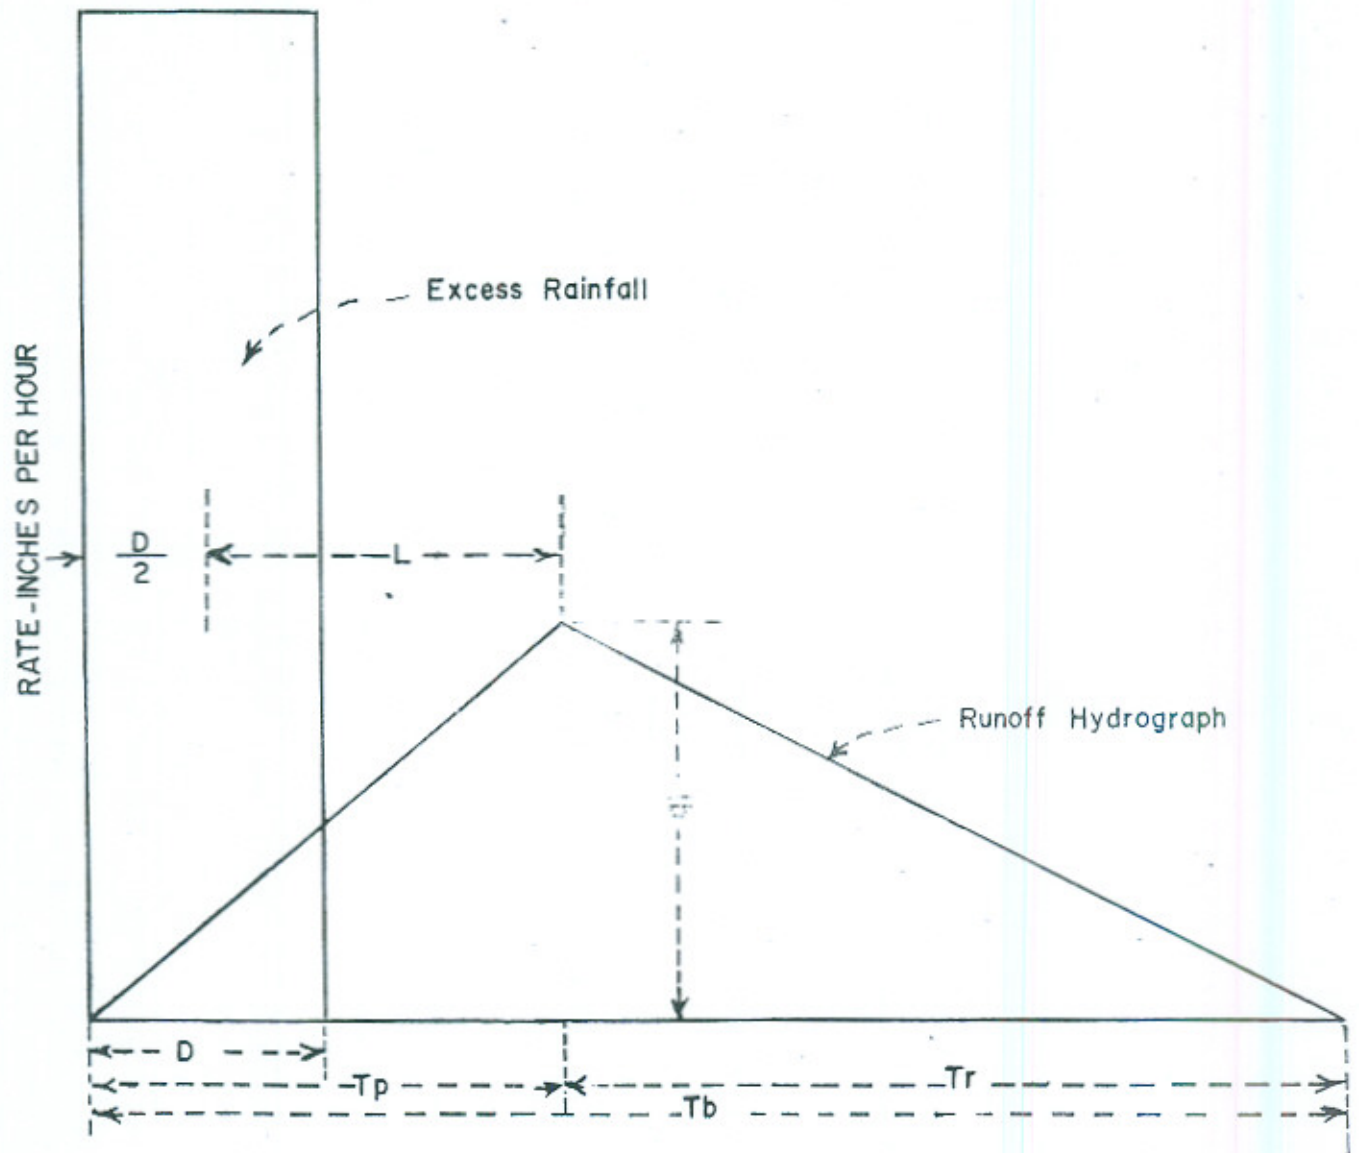 Excess Rainfall
RATE-INCHES PER HOUR
D
2
L
Runoff Hydrograph
D
Tp
Tr
Tb